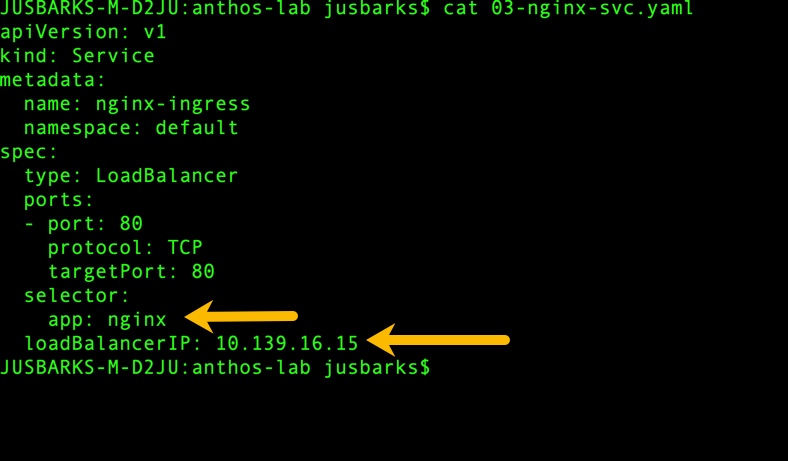 JUSBARKS-M-D2JU:anthos-lab jusbarks$ cat 03-nginx-svc.yaml
apiVersion: v1
kind: Service
metadata:
  name: nginx-ingress
  namespace: default
spec:
  type: LoadBalancer
  ports:
  - port: 80
    protocol: TCP
    targetPort: 80
  selector:
    app: nginx
  loadBalancerIP: 10.139.16.15
JUSBARKS-M-D2JU:anthos-lab jusbarks$